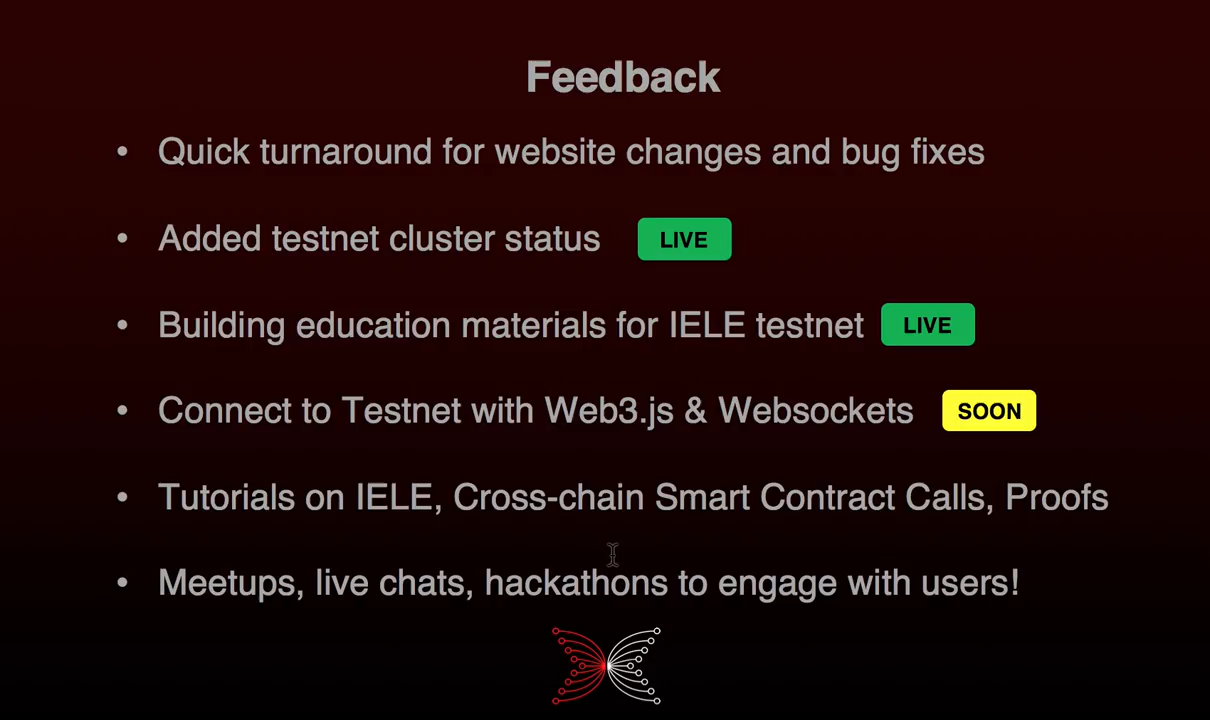 Feedback
• Quick turnaround for website changes and bug fixes
• Added testnet cluster status LIVE
• Building education materials for IELE testnet LIVE
• Connect to Testnet with Web3.js & Websockets SOON
• Tutorials on IELE, Cross-chain Smart Contract Calls, Proofs
• Meetups, live chats, hackathons to engage with users!